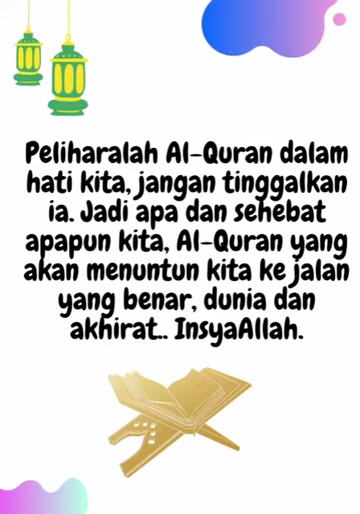 Peliharalah Al-Quran dalam
hati kita, jangan tinggalkan
ia. Jadi apa dan sehebat
apapun kita, Al-Quran yang
akan menuntun kita ke jalan
yang benar, dunia dan
akhirat.. InsyaAllah.